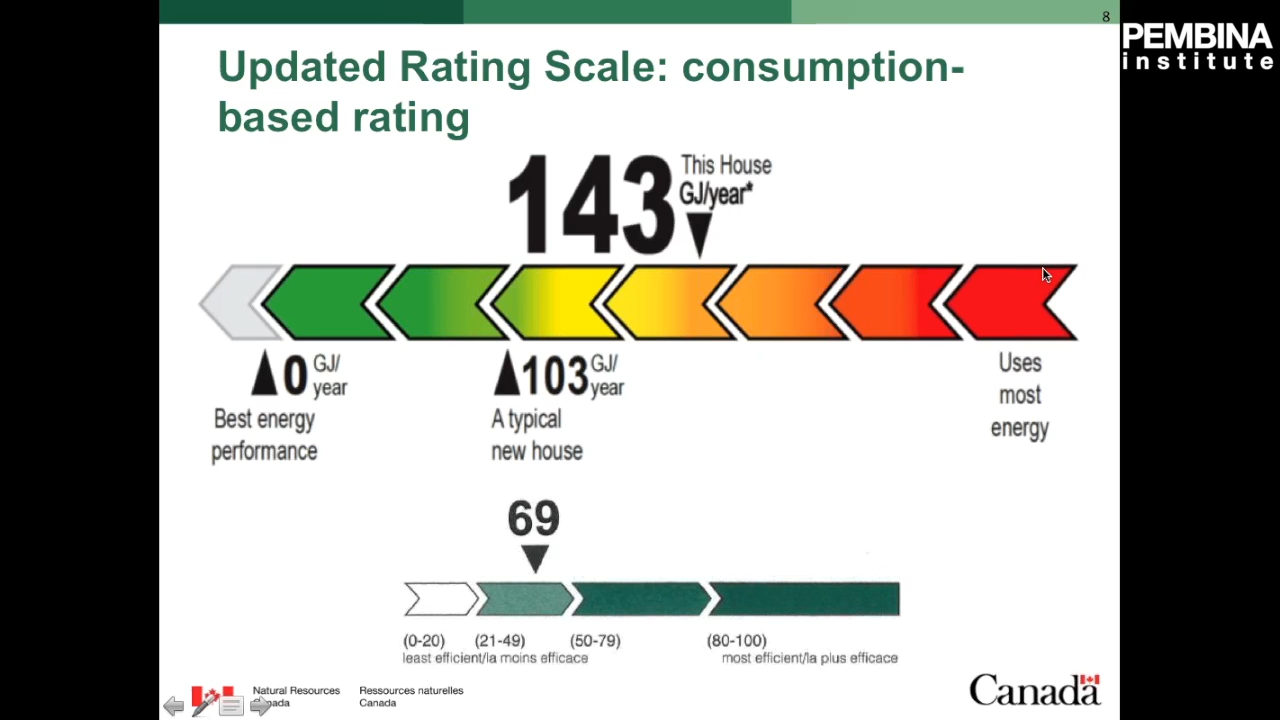 8
PEMBINA
institute
Updated Rating Scale: consumption-
based rating
143
This House
GJ/year*
0 GJ/
year
Best energy
performance
103 GJ/
year
A typical
new house
Uses
most
energy
69
(0-20) (21-49) (50-79) (80-100)
least efficient/la moins efficace most efficient/la plus efficace
Natural Resources Ressources naturelles
Canada
Canada